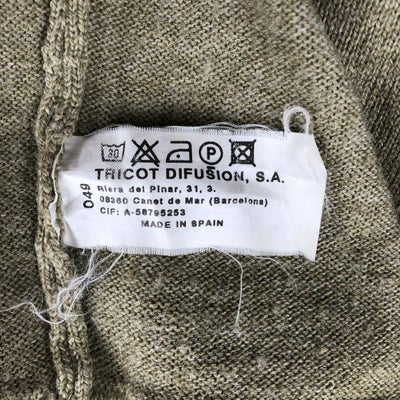 30 P
TRICOT DIFUSION, S.A.
Riera del Pinar, 31, 3.
08360 Canet de Mar (Barcelona)
CIF: A-58795253
MADE IN SPAIN
049